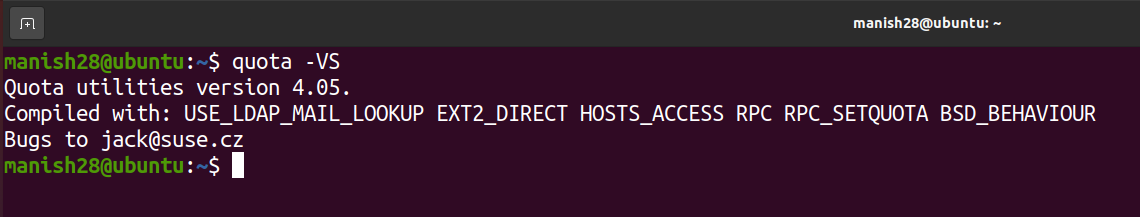 manish28@ubuntu: ~
manish28@ubuntu:~$ quota -VS
Quota utilities version 4.05.
Compiled with: USE_LDAP_MAIL_LOOKUP EXT2_DIRECT HOSTS_ACCESS RPC RPC_SETQUOTA BSD_BEHAVIOUR
Bugs to jack@suse.cz
manish28@ubuntu:~$